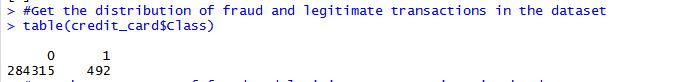 > #Get the distribution of fraud and legitimate transactions in the dataset
> table(credit_card$Class)
0 1
284315 492